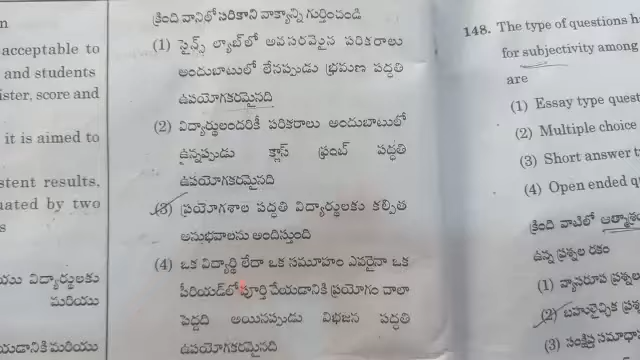 n
acceptable to
and students
ister, score and
it is aimed to
stent results,
uated by two
s
యు విద్యార్థులకు
మరియు
యడానికి మరియు
క్రింది వానిలో సరికాని వాక్యాన్ని గుర్తించండి
(1) సైన్స్ ల్యాబ్‌లో అవసరమైన పరికరాలు
అందుబాటులో లేనప్పుడు భ్రమణ పద్ధతి
ఉపయోగకరమైనది
(2) విద్యార్థులందరికీ పరికరాలు అందుబాటులో
ఉన్నప్పుడు క్లాస్ ఫ్రంట్ పద్ధతి
ఉపయోగకరమైనది
(3) ప్రయోగశాల పద్ధతి విద్యార్థులకు కల్పిత
అనుభవాలను అందిస్తుంది
(4) ఒక విద్యార్థి లేదా ఒక సమూహం ఎవరైనా ఒక
పీరియడ్‌లో పూర్తి చేయడానికి ప్రయోగం చాలా
పెద్దది అయినప్పుడు విభజన పద్ధతి
ఉపయోగకరమైనది
148. The type of questions h
for subjectivity among
are
(1) Essay type quest
(2) Multiple choice
(3) Short answer t
(4) Open ended q
క్రింది వాటిలో ఆత్మాశ్ర
ఉన్న ప్రశ్నల రకం
(1) వ్యాసరూప ప్రశ్నల
(2) బహుళైచ్ఛిక ప్రశ్న
(3) సంక్షిప్త సమాధాన